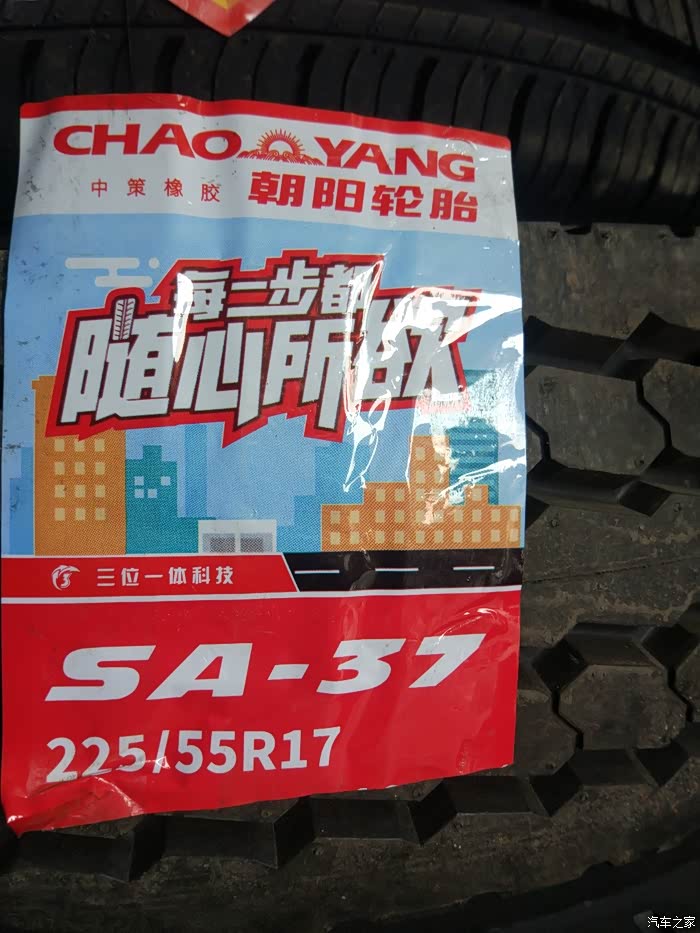 CHAO YANG
中策橡胶 朝阳轮胎
每一步都
随心所欲
三位一体科技
SA-37
225/55R17
汽车之家